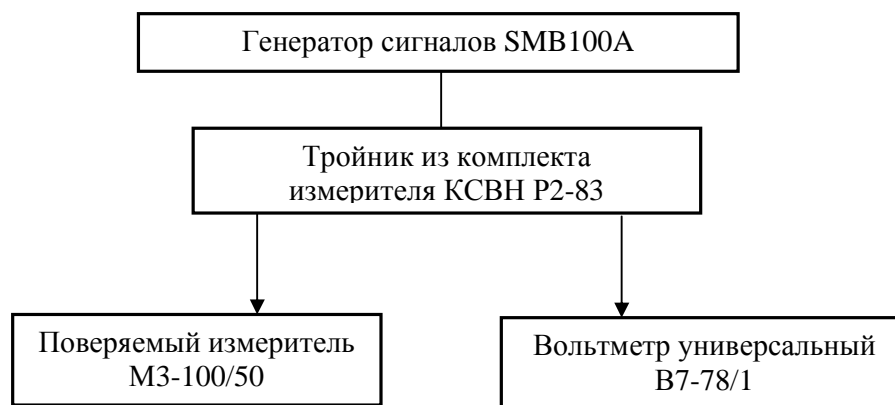 Генератор сигналов SMB100A
Тройник из комплекта
измерителя КСВН Р2-83
Поверяемый измеритель
М3-100/50
Вольтметр универсальный
В7-78/1